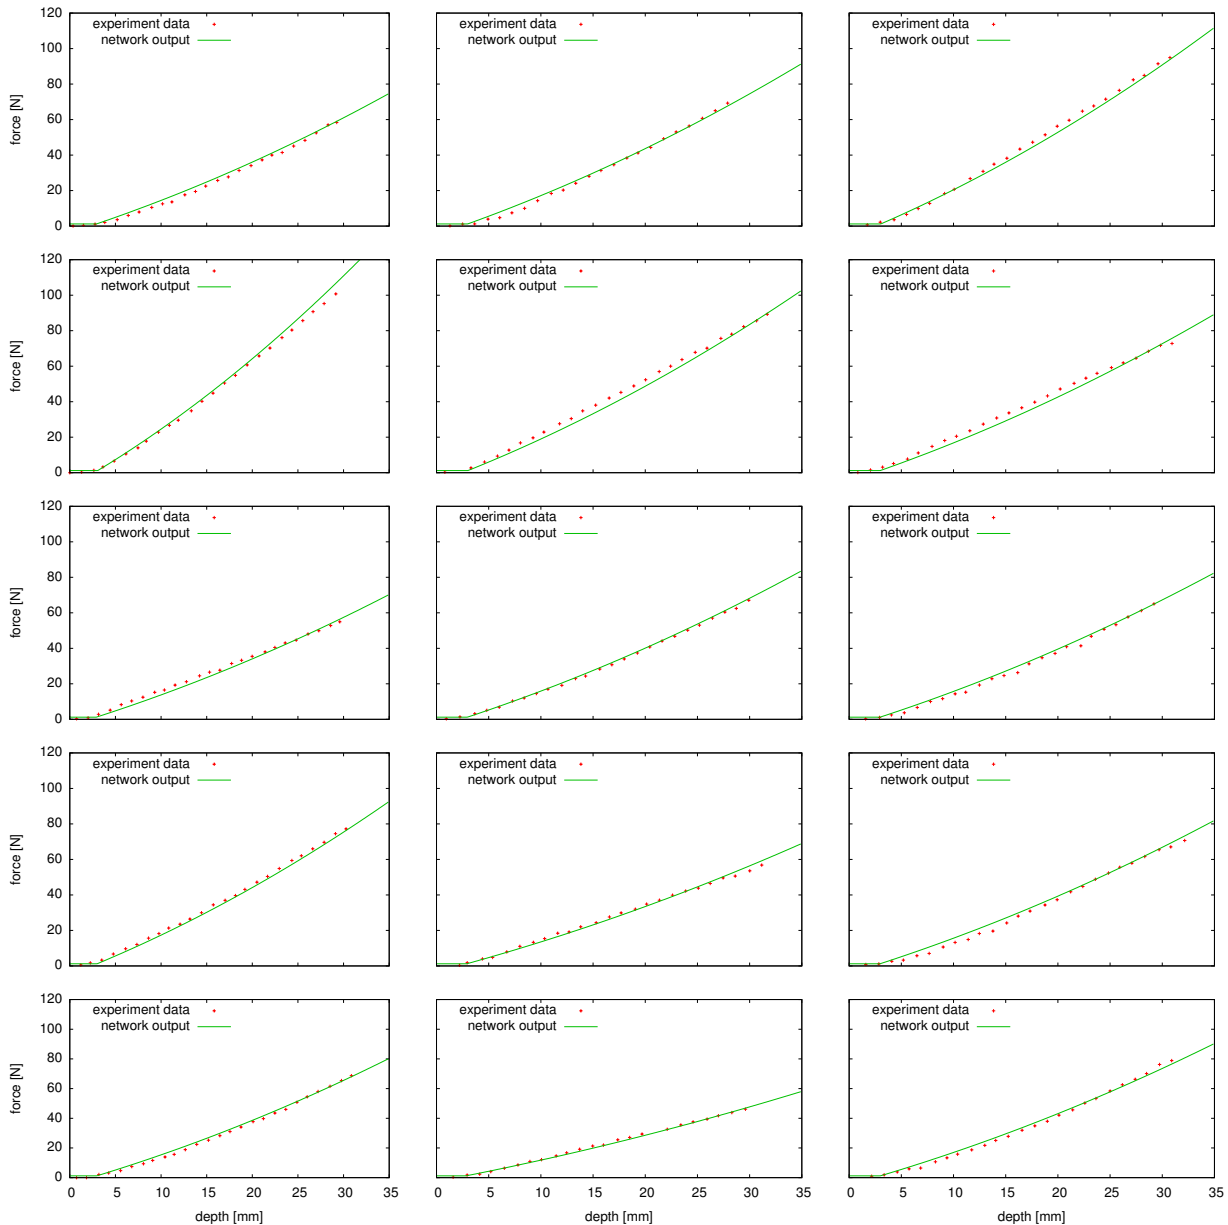 120
100
80
60
40
20
0
force [N]
experiment data
network output
experiment data
network output
experiment data
network output
120
100
80
60
40
20
0
force [N]
experiment data
network output
experiment data
network output
experiment data
network output
120
100
80
60
40
20
0
force [N]
experiment data
network output
experiment data
network output
experiment data
network output
120
100
80
60
40
20
0
force [N]
experiment data
network output
experiment data
network output
experiment data
network output
120
100
80
60
40
20
0
force [N]
experiment data
network output
experiment data
network output
experiment data
network output
0 5 10 15 20 25 30 35
0 5 10 15 20 25 30 35
0 5 10 15 20 25 30 35
depth [mm]
depth [mm]
depth [mm]